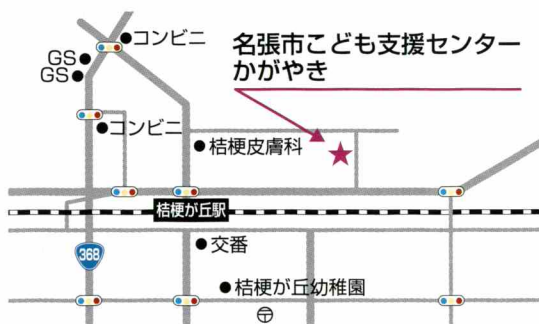 コンビニ
GS
GS
名張市こども支援センター
かがやき
コンビニ
桔梗皮膚科
桔梗が丘駅
368
交番
桔梗が丘幼稚園
〶